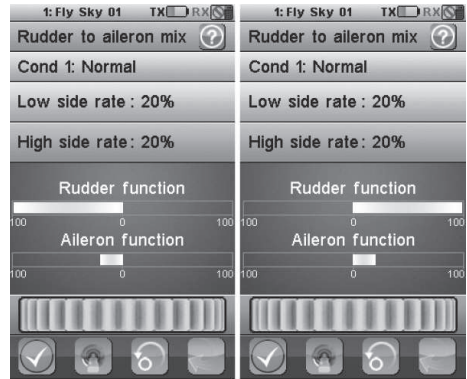 1: Fly Sky 01 TX RX
Rudder to aileron mix ?
Cond 1: Normal
Low side rate : 20%
High side rate : 20%
Rudder function
100 0 100
Aileron function
100 0 100
1: Fly Sky 01 TX RX
Rudder to aileron mix ?
Cond 1: Normal
Low side rate : 20%
High side rate : 20%
Rudder function
100 0 100
Aileron function
100 0 100